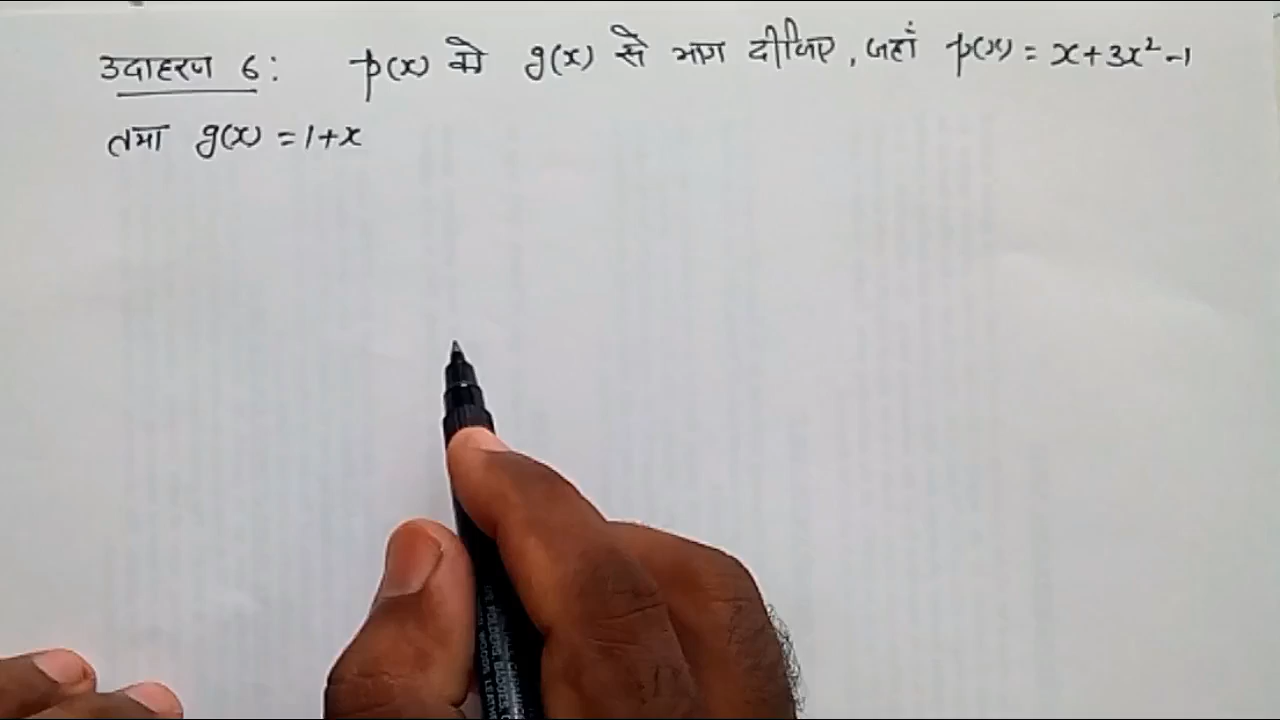 उदाहरण 6: p(x) को g(x) से भाग दीजिए, जहां p(x) = x+3x²-1
तथा g(x) = 1+x